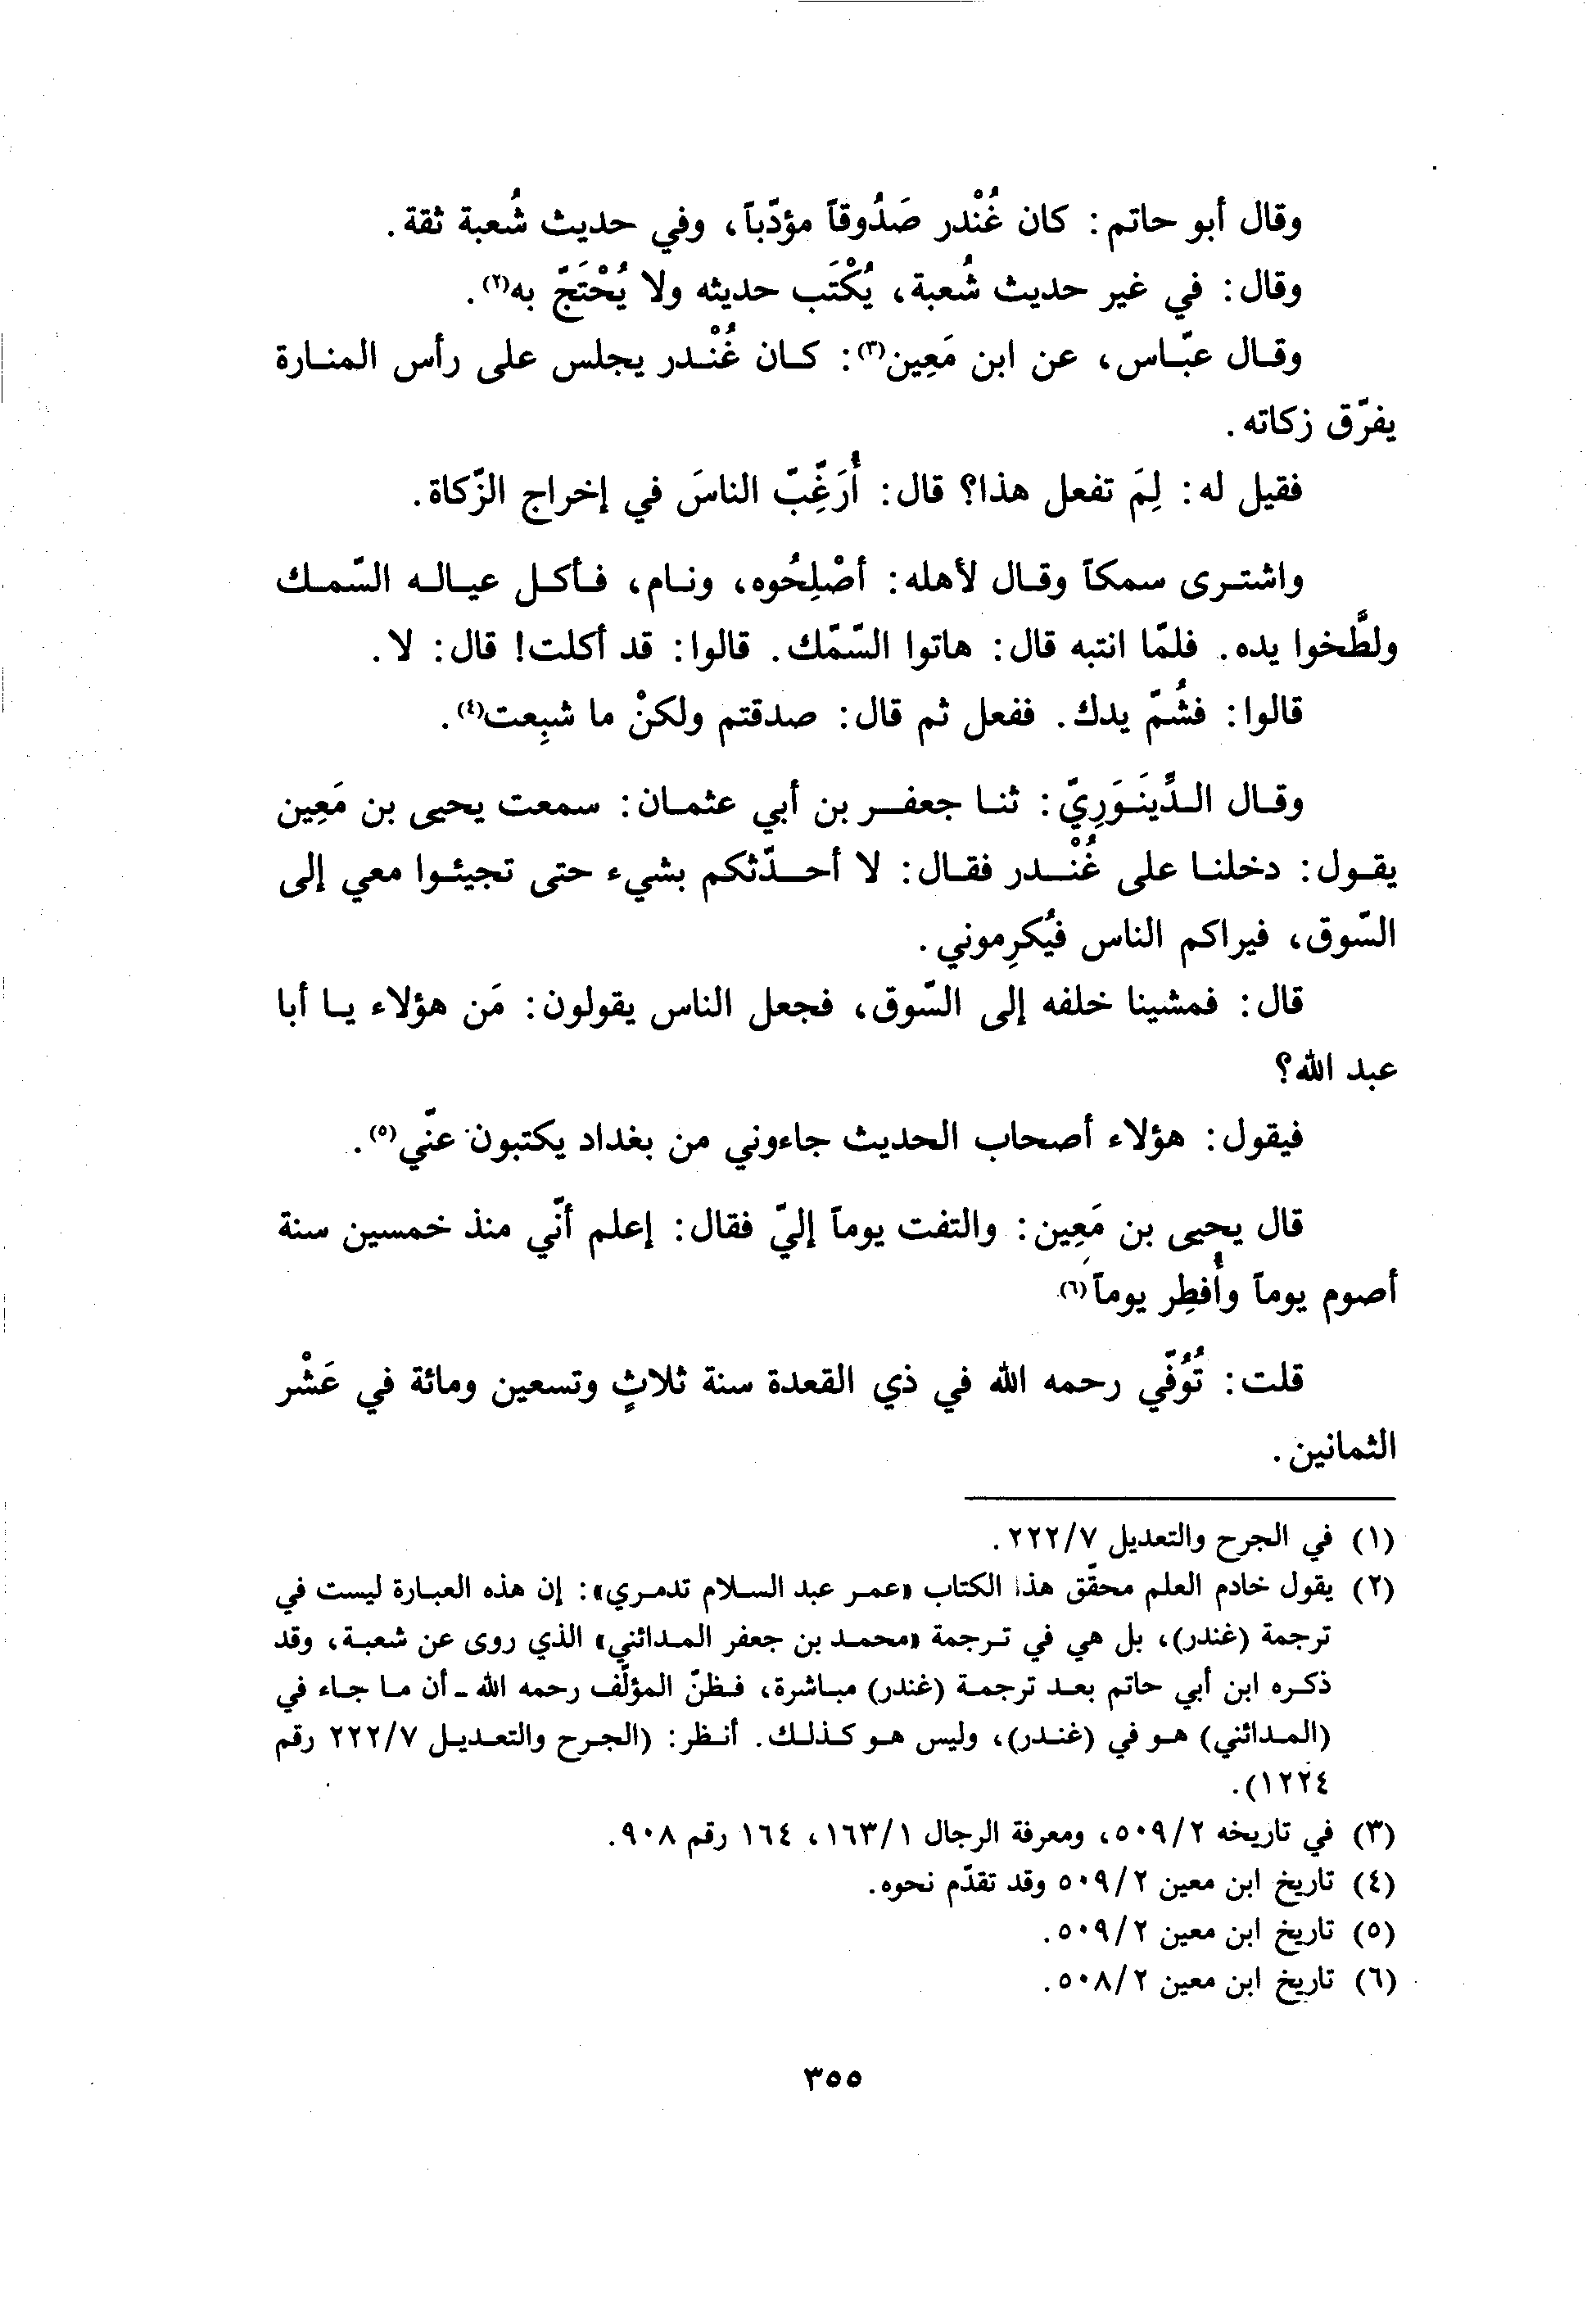 وقال أبو حاتم: كان غُنْدر صَدُوقاً مؤدّباً، وفي حديث شُعبة ثقة.
وقال: في غير حديث شُعبة، يُكْتَب حديثه ولا يُحْتَجّ به(٢).
وقال عبّاس، عن ابن مَعِين(٣): كان غُنْدر يجلس على رأس المنارة
يفرّق زكاته.
فقيل له: لِمَ تفعل هذا؟ قال: أُرَغِّبّ الناسَ في إخراج الزّكاة.
واشترى سمكاً وقال لأهله: أصْلِحُوه، ونام، فأكل عياله السّمك
ولطَّخوا يده. فلمّا انتبه قال: هاتوا السّمّك. قالوا: قد أكلت! قال: لا.
قالوا: فشُمّ يدك. ففعل ثم قال: صدقتم ولكنْ ما شبِعت(٤).
وقال الدِّينَوَرِيّ: ثنا جعفر بن أبي عثمان: سمعت يحيى بن مَعِين
يقول: دخلنا على غُنْدر فقال: لا أحدّثكم بشيء حتى تجيئوا معي إلى
السّوق، فيراكم الناس فيُكرِموني.
قال: فمشينا خلفه إلى السّوق، فجعل الناس يقولون: مَن هؤلاء يا أبا
عبد الله؟
فيقول: هؤلاء أصحاب الحديث جاءوني من بغداد يكتبون عنّي(٥).
قال يحيى بن مَعِين: والتفت يوماً إليّ فقال: إعلم أنّي منذ خمسين سنة
أصوم يوماً وأُفطِر يوماً(٦)
قلت: تُوُفّي رحمه الله في ذي القعدة سنة ثلاثٍ وتسعين ومائة في عَشْر
الثمانين.
(١) في الجرح والتعديل ٧/٢٢٢.
(٢) يقول خادم العلم محقّق هذا الكتاب «عمر عبد السلام تدمري»: إن هذه العبارة ليست في
ترجمة (غندر)، بل هي في ترجمة «محمد بن جعفر المدائني» الذي روى عن شعبة، وقد
ذكره ابن أبي حاتم بعد ترجمة (غندر) مباشرة، فظنّ المؤلّف رحمه الله ـ أن ما جاء في
(المدائني) هو في (غندر)، وليس هو كذلك. أنظر: (الجرح والتعديل ٧/٢٢٢ رقم
١٢٢٤).
(٣) في تاريخه ٢/٥٠٩، ومعرفة الرجال ١/١٦٣، ١٦٤ رقم ٩٠٨.
(٤) تاريخ ابن معين ٢/٥٠٩ وقد تقدّم نحوه.
(٥) تاريخ ابن معين ٢/٥٠٩.
(٦) تاريخ ابن معين ٢/٥٠٨.
٣٥٥